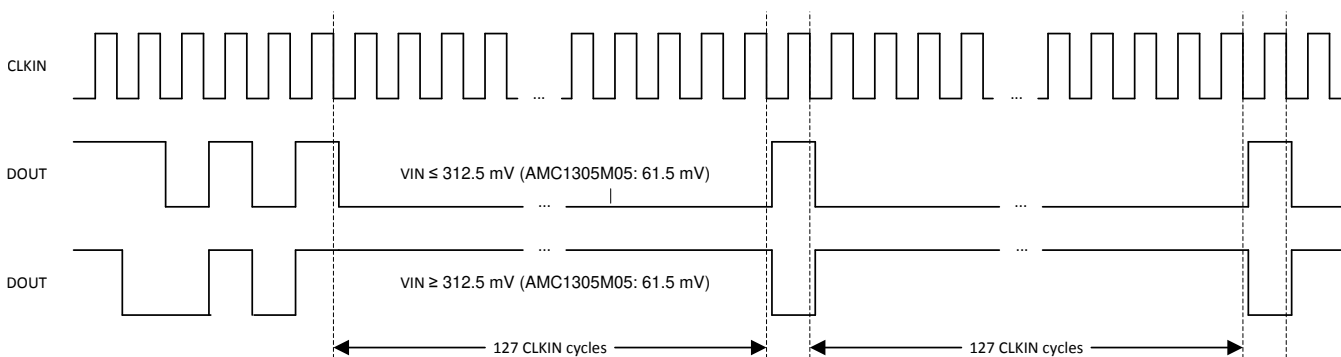 CLKIN
...
...
DOUT
VIN ≤ 312.5 mV (AMC1305M05: 61.5 mV)
...
...
DOUT
...
...
VIN ≥ 312.5 mV (AMC1305M05: 61.5 mV)
127 CLKIN cycles
127 CLKIN cycles